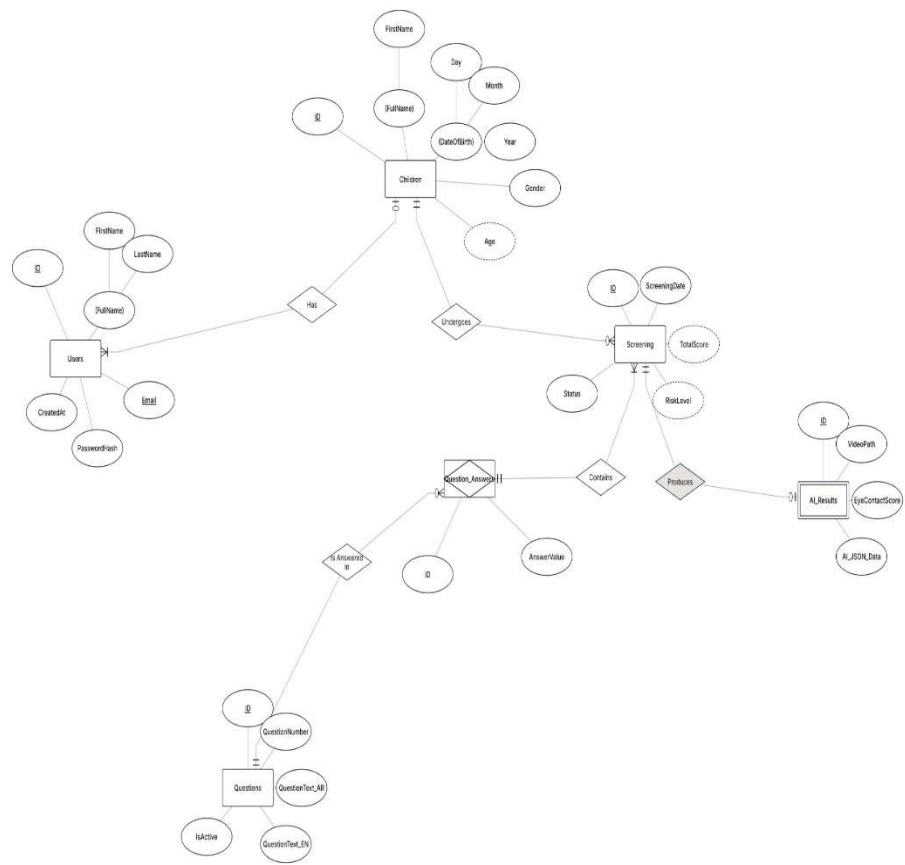 FirstName
Day
Month
(FullName)
ID
(DateOfBirth)
Year
Children
Gender
Age
FirstName
LastName
ID
(FullName)
Has
Undergoes
ID
ScreeningDate
Screening
TotalScore
Users
Status
RiskLevel
CreatedAt
Email
PasswordHash
ID
VideoPath
Question_Answers
Contains
Produces
AI_Results
EyeContactScore
AI_JSON_Data
Is Answered
In
ID
AnswerValue
ID
QuestionNumber
Questions
QuestionText_AR
IsActive
QuestionText_EN